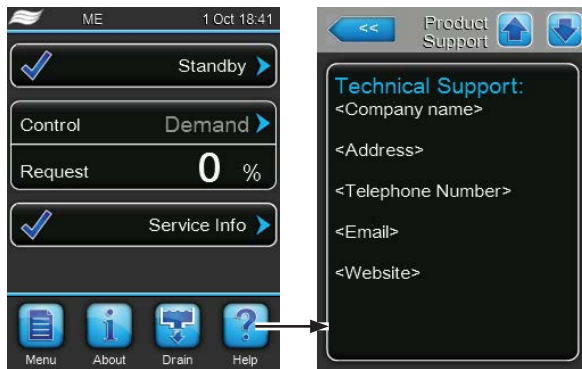 ME 1 Oct 18:41
Standby
Control Demand
Request 0 %
Service Info
Menu About Drain Help
<<
Product
Support
Technical Support:
<Company name>
<Address>
<Telephone Number>
<Email>
<Website>